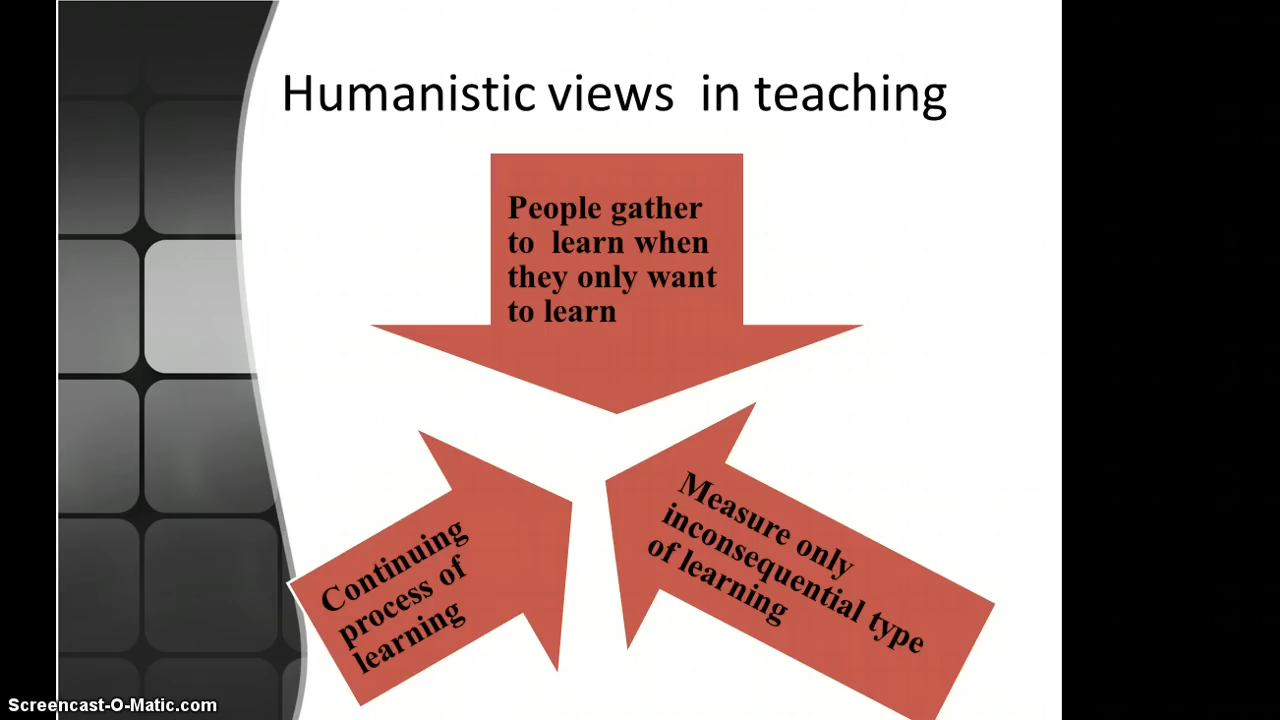 Humanistic views  in teaching
People gather
to  learn when
they only want
to learn
Continuing
process of
learning
Measure only
inconsequential type
of learning
Screencast-O-Matic.com